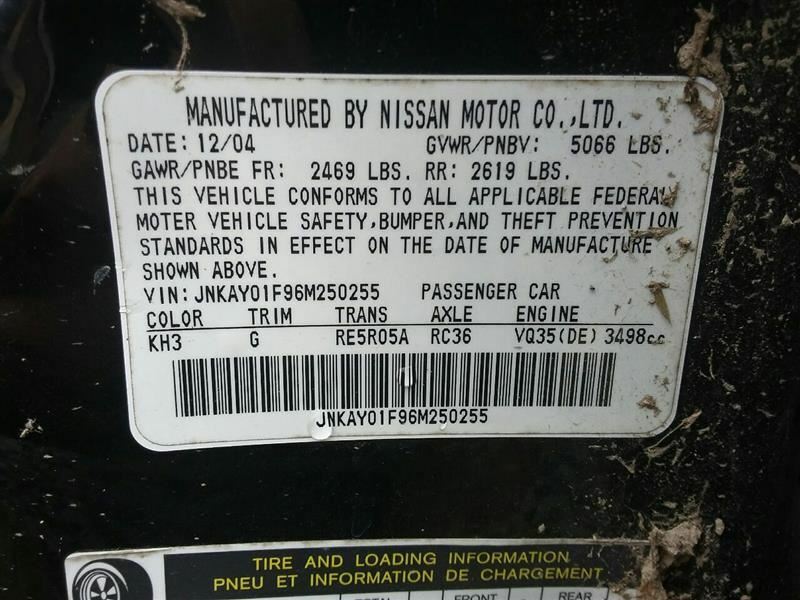 MANUFACTURED BY NISSAN MOTOR CO.,LTD.
DATE: 12/04 GVWR/PNBV: 5066 LBS.
GAWR/PNBE FR: 2469 LBS. RR: 2619 LBS.
THIS VEHICLE CONFORMS TO ALL APPLICABLE FEDERAL
MOTER VEHICLE SAFETY,BUMPER,AND THEFT PREVENTION
STANDARDS IN EFFECT ON THE DATE OF MANUFACTURE
SHOWN ABOVE.
VIN: JNKAY01F96M250255 PASSENGER CAR
COLOR TRIM TRANS AXLE ENGINE
KH3 G RE5R05A RC36 VQ35(DE) 3498cc
JNKAY01F96M250255
TIRE AND LOADING INFORMATION
PNEU ET INFORMATION DE CHARGEMENT
TOTAL FRONT REAR